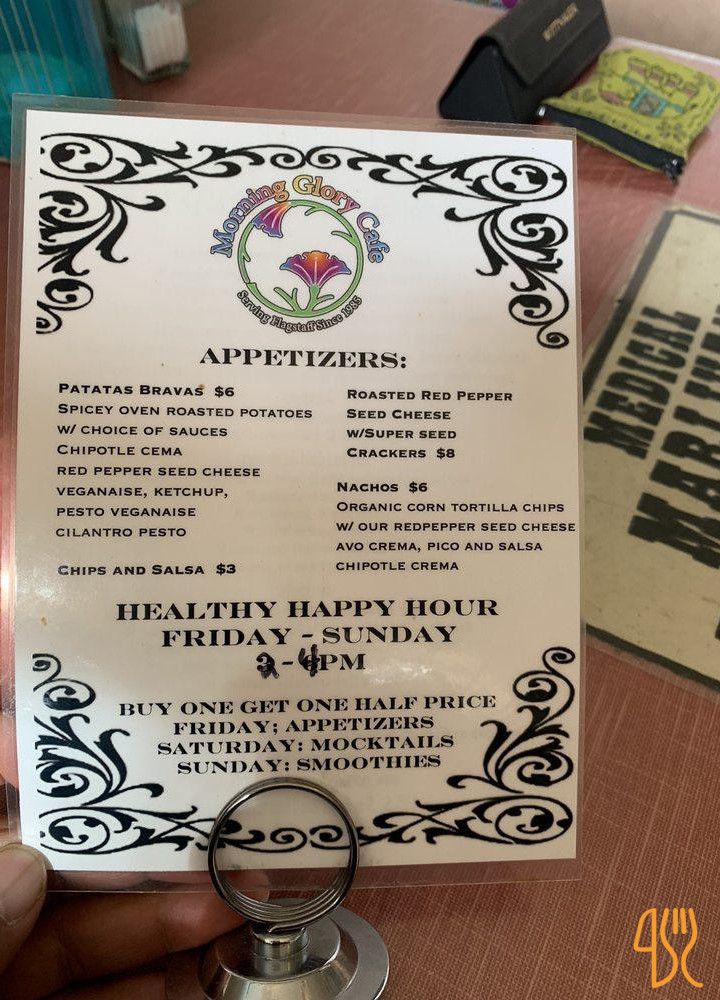 Morning Glory Cafe
Serving Flagstaff Since 1985
APPETIZERS:
PATATAS BRAVAS $6
SPICEY OVEN ROASTED POTATOES
W/ CHOICE OF SAUCES
CHIPOTLE CEMA
RED PEPPER SEED CHEESE
VEGANAISE, KETCHUP,
PESTO VEGANAISE
CILANTRO PESTO
CHIPS AND SALSA $3
ROASTED RED PEPPER
SEED CHEESE
W/SUPER SEED
CRACKERS $8
NACHOS $6
ORGANIC CORN TORTILLA CHIPS
W/ OUR REDPEPPER SEED CHEESE
AVO CREMA, PICO AND SALSA
CHIPOTLE CREMA
HEALTHY HAPPY HOUR
FRIDAY - SUNDAY
- 4PM
BUY ONE GET ONE HALF PRICE
FRIDAY; APPETIZERS
SATURDAY: MOCKTAILS
SUNDAY: SMOOTHIES
MEDICAL